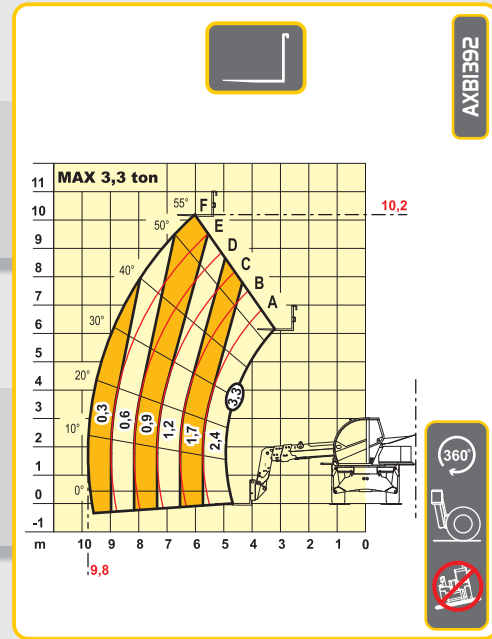 AXB1392
MAX 3,3 ton
11
10
9
8
7
6
5
4
3
2
1
0
-1
m 10 9 8 7 6 5 4 3 2 1 0
10,2
9,8
55° F
50° E
D
40° C
B
A
30°
20°
10°
0°
0,3 0,6 0,9 1,2 1,7 2,4 3,3
360°